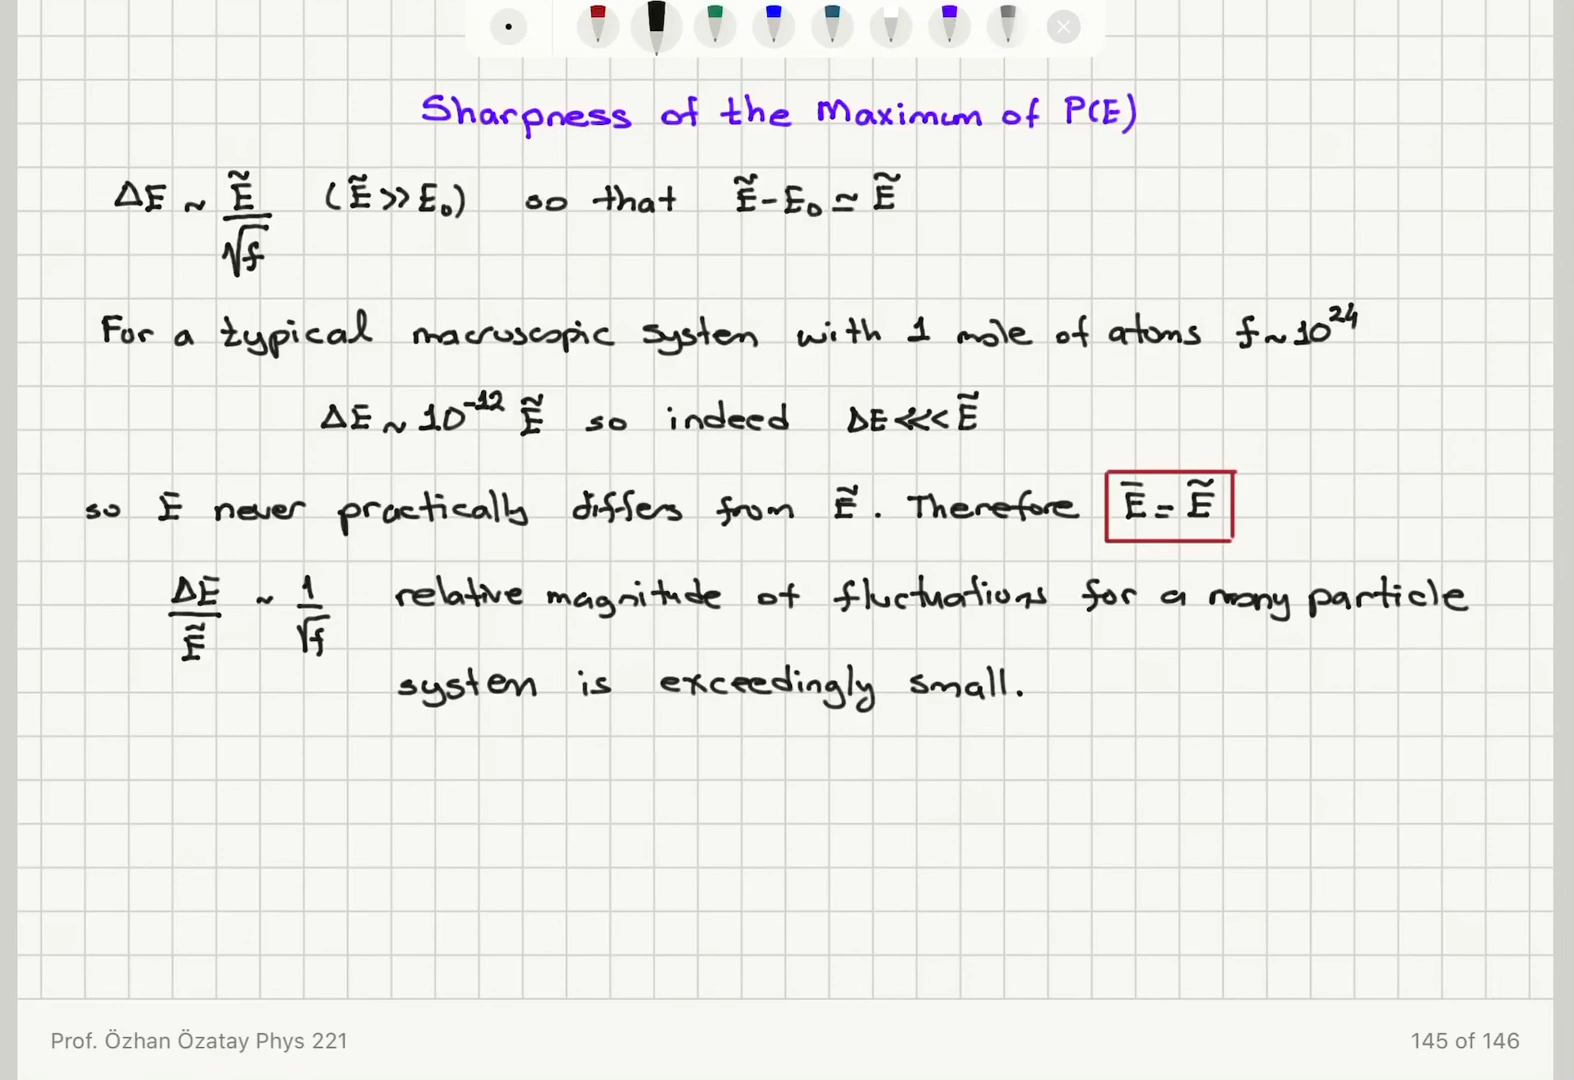 Sharpness of the Maximum of P(E)
ΔE ~ Ẽ/√f (Ẽ >> E₀) so that Ẽ - E₀ ≃ Ẽ
For a typical macroscopic system with 1 mole of atoms f ~ 10²⁴
ΔE ~ 10⁻¹² Ẽ so indeed ΔE <<< Ẽ
so E never practically differs from Ẽ. Therefore Ē = Ẽ
ΔE/Ẽ ~ 1/√f relative magnitude of fluctuations for a many particle
system is exceedingly small.
Prof. Özhan Özatay Phys 221
145 of 146